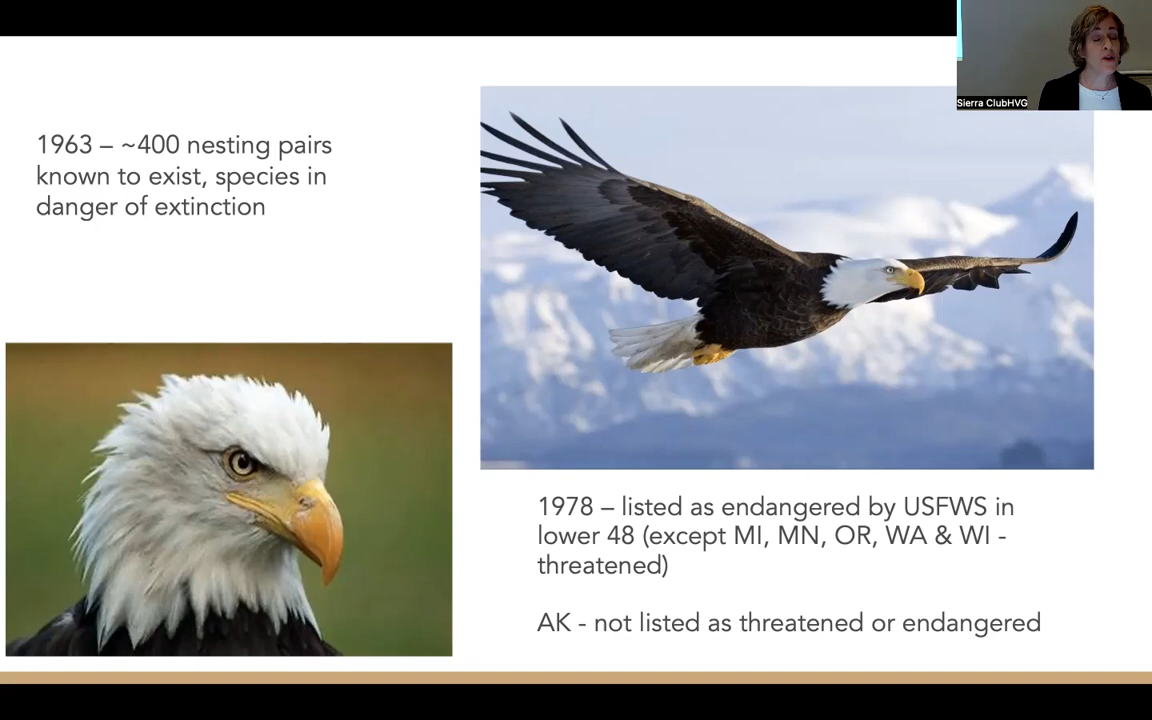 Sierra ClubHVG
1963 – ~400 nesting pairs
known to exist, species in
danger of extinction
1978 – listed as endangered by USFWS in
lower 48 (except MI, MN, OR, WA & WI -
threatened)
AK - not listed as threatened or endangered